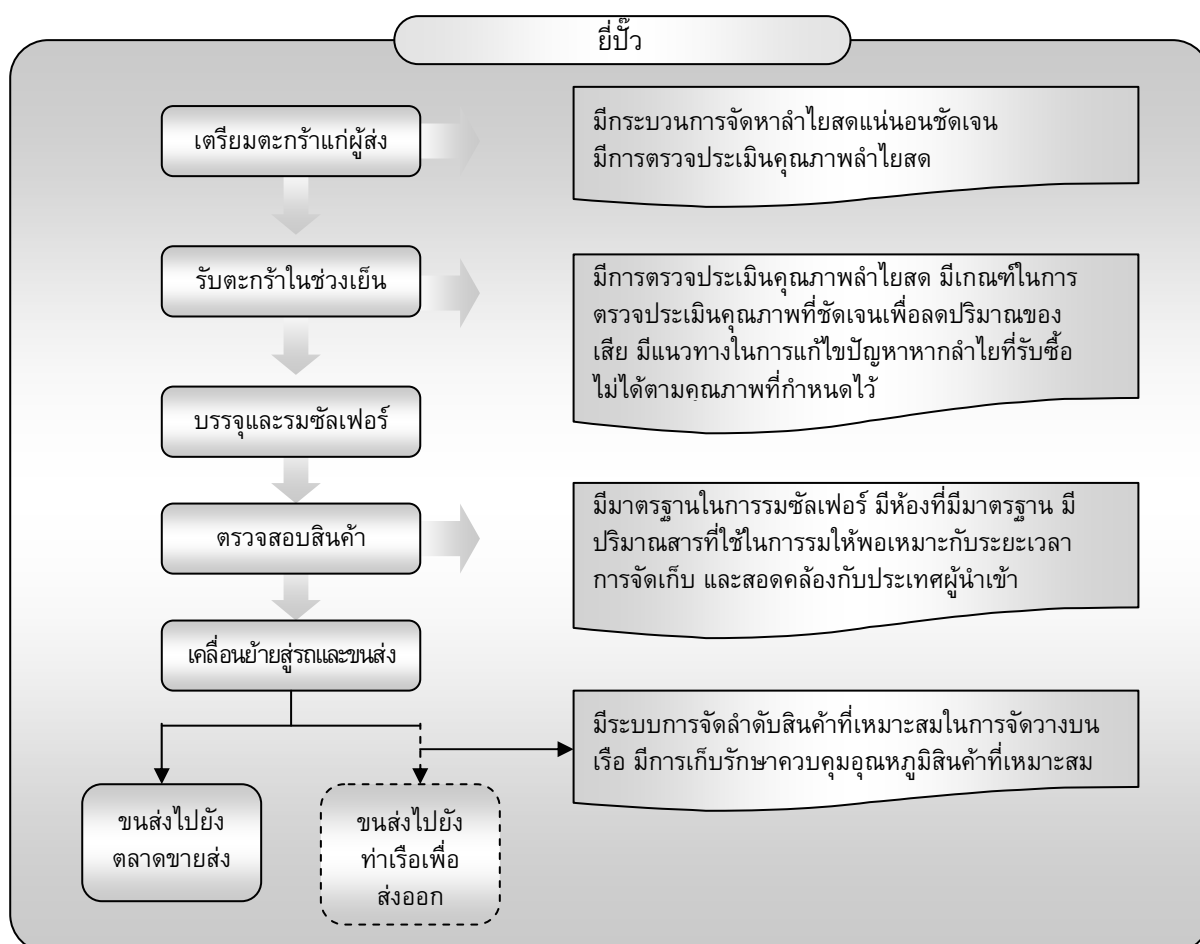 ยี่ปั๊ว
เตรียมตะกร้าแก่ผู้ส่ง
มีกระบวนการจัดหาลำไยสดแน่นอนชัดเจน
มีการตรวจประเมินคุณภาพลำไยสด
รับตะกร้าในช่วงเย็น
มีการตรวจประเมินคุณภาพลำไยสด มีเกณฑ์ในการ
ตรวจประเมินคุณภาพที่ชัดเจนเพื่อลดปริมาณของ
เสีย มีแนวทางในการแก้ไขปัญหาหากลำไยที่รับซื้อ
ไม่ได้ตามคุณภาพที่กำหนดไว้
บรรจุและรมซัลเฟอร์
ตรวจสอบสินค้า
มีมาตรฐานในการรมซัลเฟอร์ มีห้องที่มีมาตรฐาน มี
ปริมาณสารที่ใช้ในการรมให้พอเหมาะกับระยะเวลา
การจัดเก็บ และสอดคล้องกับประเทศผู้นำเข้า
เคลื่อนย้ายสู่รถและขนส่ง
มีระบบการจัดลำดับสินค้าที่เหมาะสมในการจัดวางบน
เรือ มีการเก็บรักษาควบคุมอุณหภูมิสินค้าที่เหมาะสม
ขนส่งไปยัง
ตลาดขายส่ง
ขนส่งไปยัง
ท่าเรือเพื่อ
ส่งออก